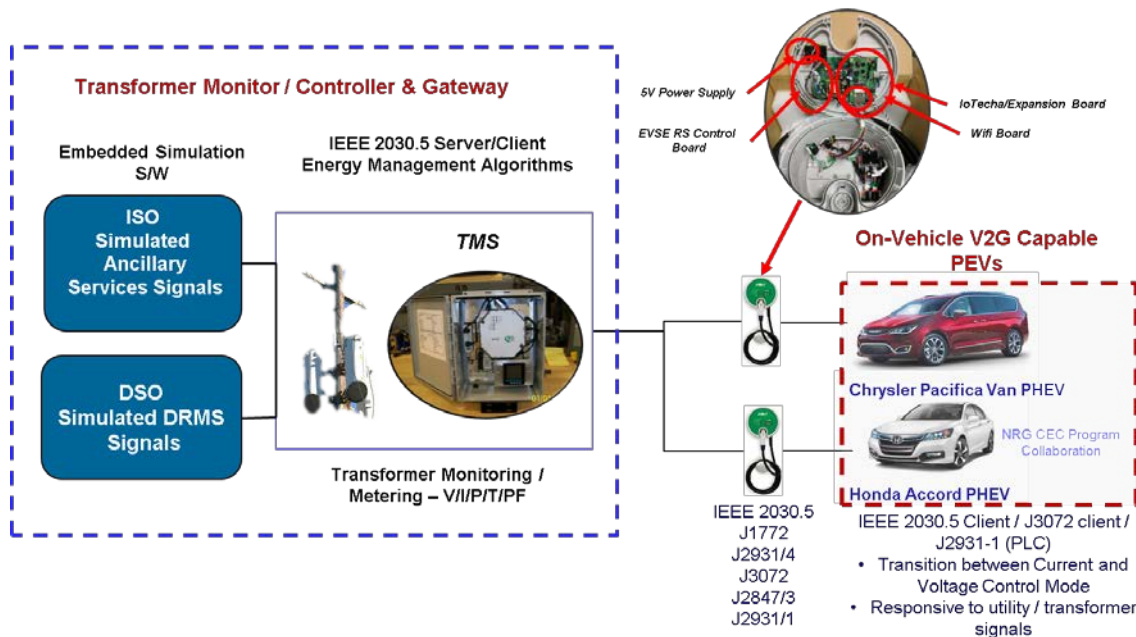 Transformer Monitor / Controller & Gateway
Embedded Simulation
S/W
IEEE 2030.5 Server/Client
Energy Management Algorithms
ISO
Simulated
Ancillary
Services Signals
DSO
Simulated DRMS
Signals
TMS
Transformer Monitoring /
Metering – V/I/P/T/PF
5V Power Supply
EVSE RS Control
Board
IoTecha/Expansion Board
Wifi Board
On-Vehicle V2G Capable
PEVs
Chrysler Pacifica Van PHEV
NRG CEC Program
Collaboration
Honda Accord PHEV
IEEE 2030.5
J1772
J2931/4
J3072
J2847/3
J2931/1
IEEE 2030.5 Client / J3072 client /
J2931-1 (PLC)
• Transition between Current and
Voltage Control Mode
• Responsive to utility / transformer
signals